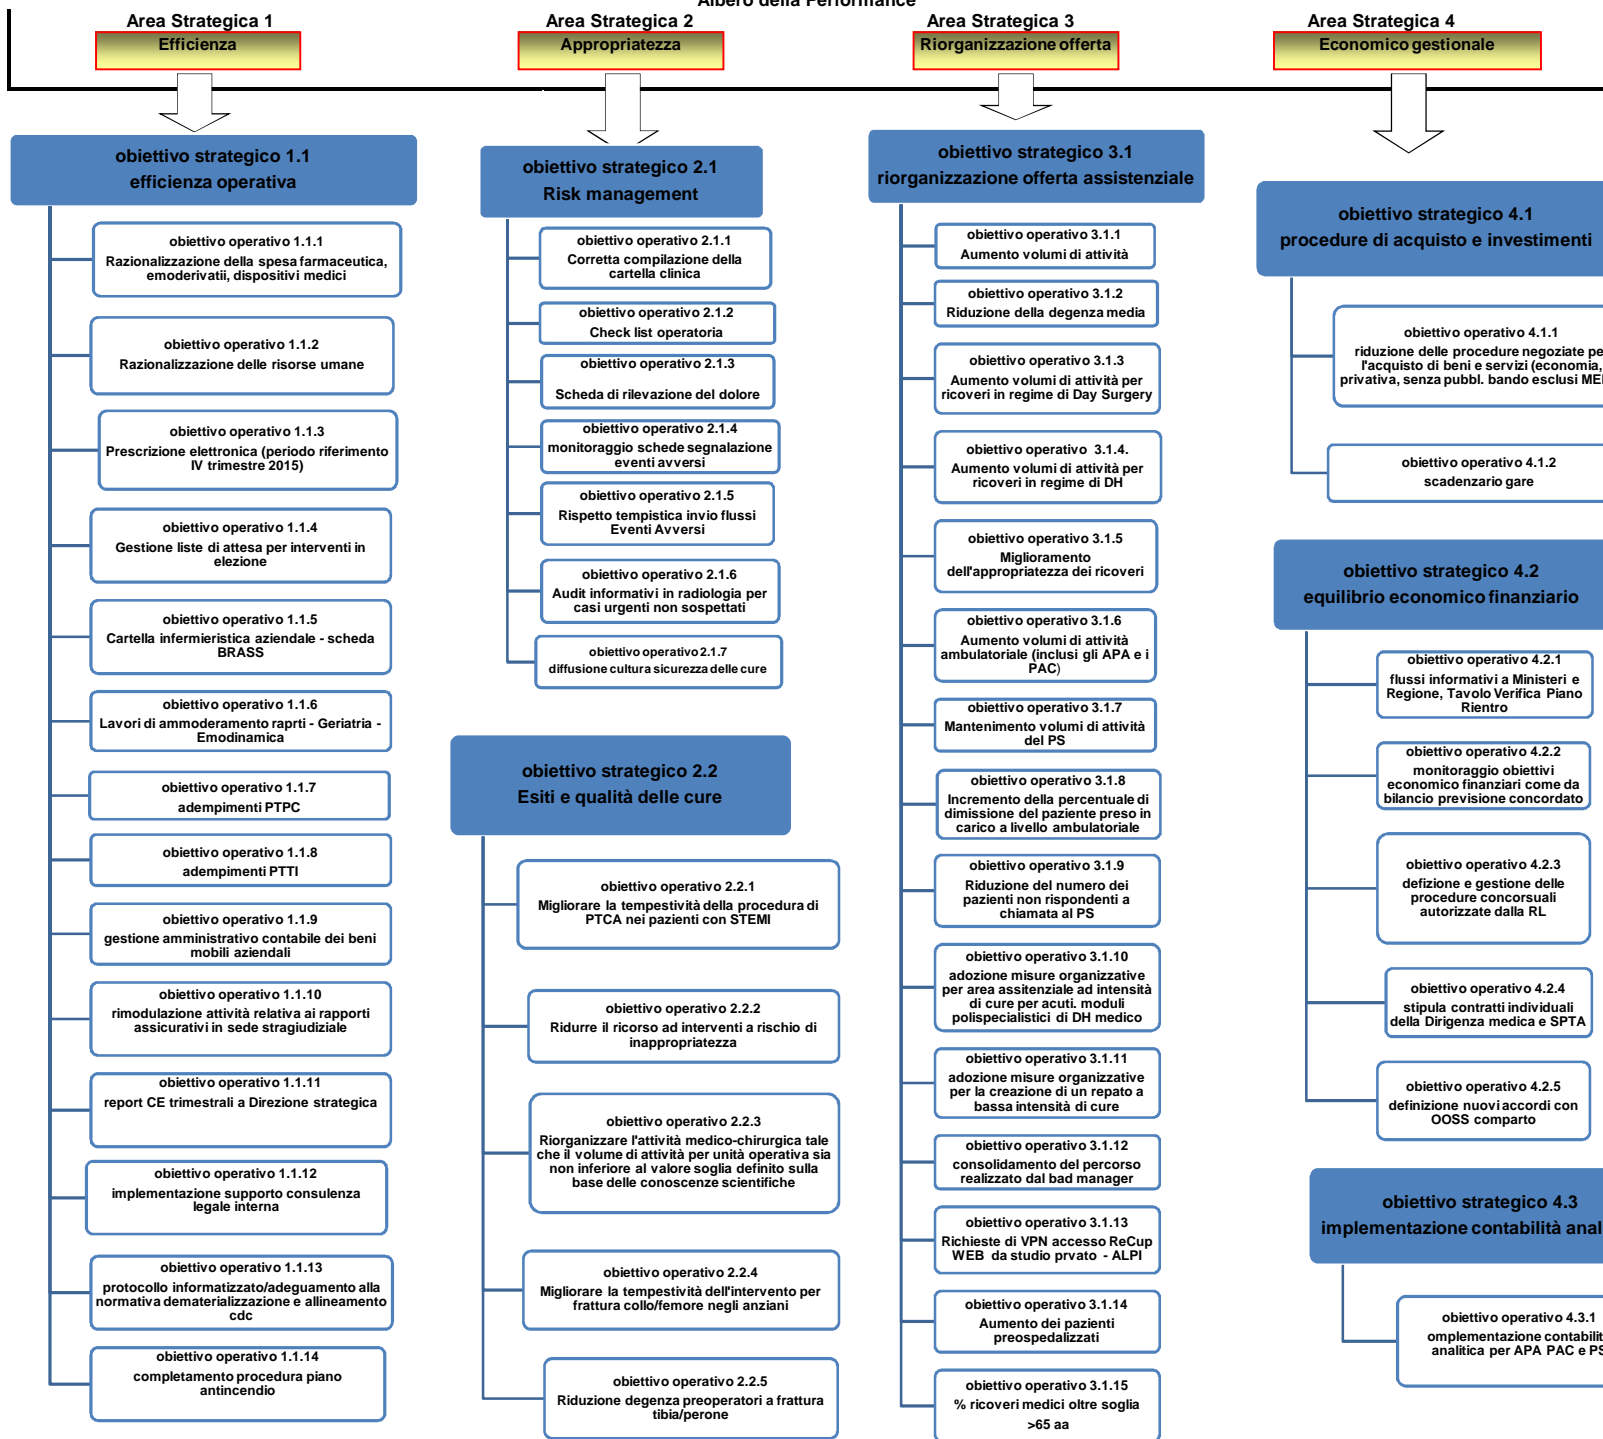 Albero della Performance
Area Strategica 1
Efficienza
obiettivo strategico 1.1
efficienza operativa
obiettivo operativo 1.1.1
Razionalizzazione della spesa farmaceutica,
emoderivatii, dispositivi medici
obiettivo operativo 1.1.2
Razionalizzazione delle risorse umane
obiettivo operativo 1.1.3
Prescrizione elettronica (periodo riferimento
IV trimestre 2015)
obiettivo operativo 1.1.4
Gestione liste di attesa per interventi in
elezione
obiettivo operativo 1.1.5
Cartella infermieristica aziendale - scheda
BRASS
obiettivo operativo 1.1.6
Lavori di ammoderamento raprti - Geriatria -
Emodinamica
obiettivo operativo 1.1.7
adempimenti PTPC
obiettivo operativo 1.1.8
adempimenti PTTI
obiettivo operativo 1.1.9
gestione amministrativo contabile dei beni
mobili aziendali
obiettivo operativo 1.1.10
rimodulazione attività relativa ai rapporti
assicurativi in sede stragiudiziale
obiettivo operativo 1.1.11
report CE trimestrali a Direzione strategica
obiettivo operativo 1.1.12
implementazione supporto consulenza
legale interna
obiettivo operativo 1.1.13
protocollo informatizzato/adeguamento alla
normativa dematerializzazione e allineamento
cdc
obiettivo operativo 1.1.14
completamento procedura piano
antincendio
Area Strategica 2
Appropriatezza
obiettivo strategico 2.1
Risk management
obiettivo operativo 2.1.1
Corretta compilazione della
cartella clinica
obiettivo operativo 2.1.2
Check list operatoria
obiettivo operativo 2.1.3
Scheda di rilevazione del dolore
obiettivo operativo 2.1.4
monitoraggio schede segnalazione
eventi avversi
obiettivo operativo 2.1.5
Rispetto tempistica invio flussi
Eventi Avversi
obiettivo operativo 2.1.6
Audit informativi in radiologia per
casi urgenti non sospettati
obiettivo operativo 2.1.7
diffusione cultura sicurezza delle cure
obiettivo strategico 2.2
Esiti e qualità delle cure
obiettivo operativo 2.2.1
Migliorare la tempestività della procedura di
PTCA nei pazienti con STEMI
obiettivo operativo 2.2.2
Ridurre il ricorso ad interventi a rischio di
inappropriatezza
obiettivo operativo 2.2.3
Riorganizzare l'attività medico-chirurgica tale
che il volume di attività per unità operativa sia
non inferiore al valore soglia definito sulla
base delle conoscenze scientifiche
obiettivo operativo 2.2.4
Migliorare la tempestività dell'intervento per
frattura collo/femore negli anziani
obiettivo operativo 2.2.5
Riduzione degenza preoperatori a frattura
tibia/perone
Area Strategica 3
Riorganizzazione offerta
obiettivo strategico 3.1
riorganizzazione offerta assistenziale
obiettivo operativo 3.1.1
Aumento volumi di attività
obiettivo operativo 3.1.2
Riduzione della degenza media
obiettivo operativo 3.1.3
Aumento volumi di attività per
ricoveri in regime di Day Surgery
obiettivo operativo 3.1.4.
Aumento volumi di attività per
ricoveri in regime di DH
obiettivo operativo 3.1.5
Miglioramento
dell'appropriatezza dei ricoveri
obiettivo operativo 3.1.6
Aumento volumi di attività
ambulatoriale (inclusi gli APA e i
PAC)
obiettivo operativo 3.1.7
Mantenimento volumi di attività
del PS
obiettivo operativo 3.1.8
Incremento della percentuale di
dimissione del paziente preso in
carico a livello ambulatoriale
obiettivo operativo 3.1.9
Riduzione del numero dei
pazienti non rispondenti a
chiamata al PS
obiettivo operativo 3.1.10
adozione misure organizzative
per area assitenziale ad intensità
di cure per acuti. moduli
polispecialistici di DH medico
obiettivo operativo 3.1.11
adozione misure organizzative
per la creazione di un repato a
bassa intensità di cure
obiettivo operativo 3.1.12
consolidamento del percorso
realizzato dal bad manager
obiettivo operativo 3.1.13
Richieste di VPN accesso ReCup
WEB da studio prvato - ALPI
obiettivo operativo 3.1.14
Aumento dei pazienti
preospedalizzati
obiettivo operativo 3.1.15
% ricoveri medici oltre soglia
>65 aa
Area Strategica 4
Economico gestionale
obiettivo strategico 4.1
procedure di acquisto e investimenti
obiettivo operativo 4.1.1
riduzione delle procedure negoziate pe
l'acquisto di beni e servizi (economia,
privativa, senza pubbl. bando esclusi ME
obiettivo operativo 4.1.2
scadenzario gare
obiettivo strategico 4.2
equilibrio economico finanziario
obiettivo operativo 4.2.1
flussi informativi a Ministeri e
Regione, Tavolo Verifica Piano
Rientro
obiettivo operativo 4.2.2
monitoraggio obiettivi
economico finanziari come da
bilancio previsione concordato
obiettivo operativo 4.2.3
defizione e gestione delle
procedure concorsuali
autorizzate dalla RL
obiettivo operativo 4.2.4
stipula contratti individuali
della Dirigenza medica e SPTA
obiettivo operativo 4.2.5
definizione nuovi accordi con
OOSS comparto
obiettivo strategico 4.3
implementazione contabilità anal
obiettivo operativo 4.3.1
omplementazione contabilit
analitica per APA PAC e PS